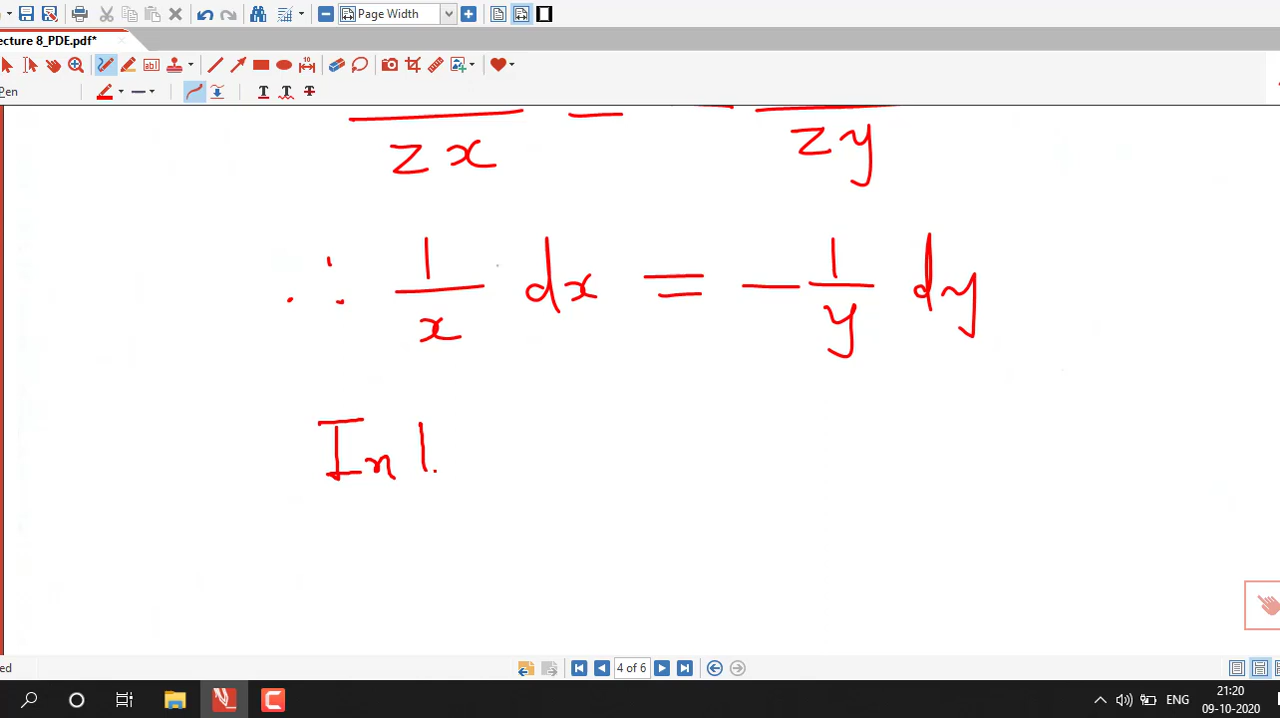 Page Width
ecture 8_PDE.pdf*
Pen
zx = - zy
∴ 1/x dx = - 1/y dy
Inl
4 of 6
ed
ENG
21:20
09-10-2020